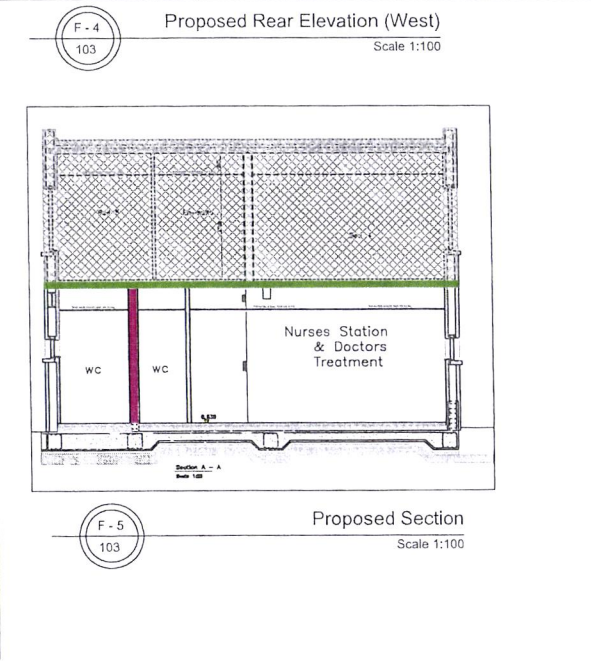 F - 4
103
Proposed Rear Elevation (West)
Scale 1:100
Nurses Station
& Doctors
Treatment
WC
WC
Section A - A
F - 5
103
Proposed Section
Scale 1:100